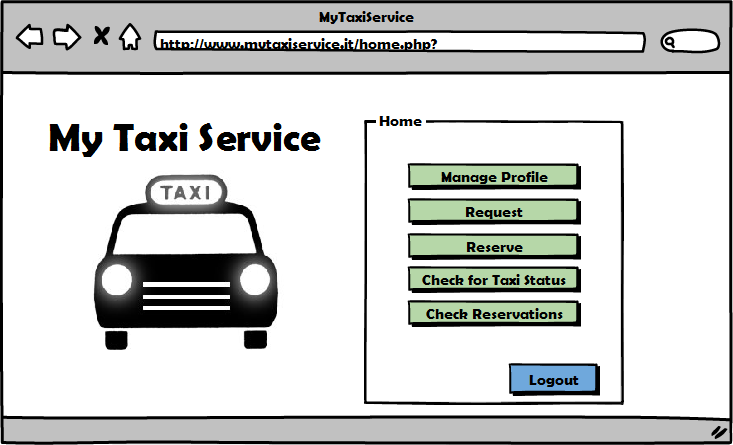 MyTaxiService
http://www.mytaxiservice.it/home.php?
My Taxi Service
TAXI
Home
Manage Profile
Request
Reserve
Check for Taxi Status
Check Reservations
Logout